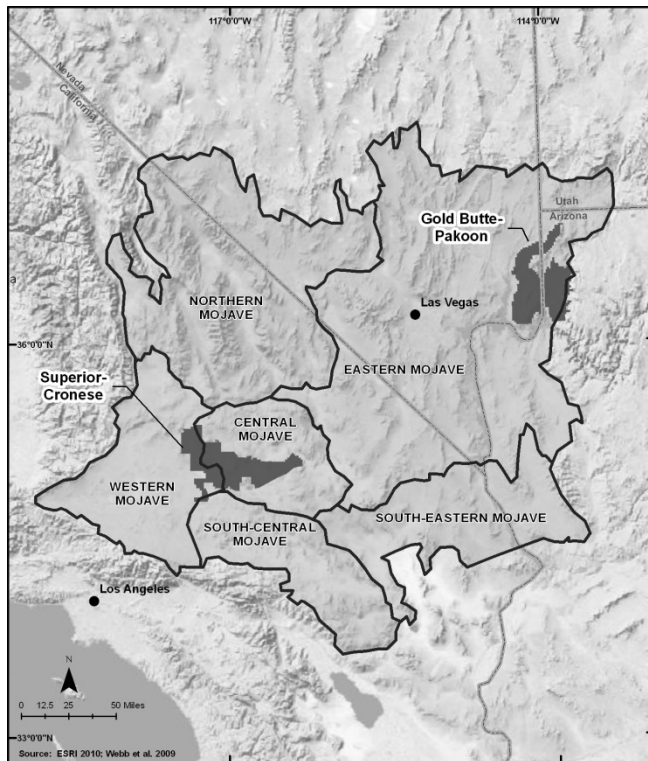 117°0'0"W
114°0'0"W
Nevada
California
Utah
Arizona
Gold Butte-
Pakoon
NORTHERN
MOJAVE
Las Vegas
36°0'0"N
EASTERN MOJAVE
Superior-
Cronese
CENTRAL
MOJAVE
WESTERN
MOJAVE
SOUTH-CENTRAL
MOJAVE
SOUTH-EASTERN MOJAVE
Los Angeles
N
0 12.5 25 50 Miles
33°0'0"N
Source: ESRI 2010; Webb et al. 2009